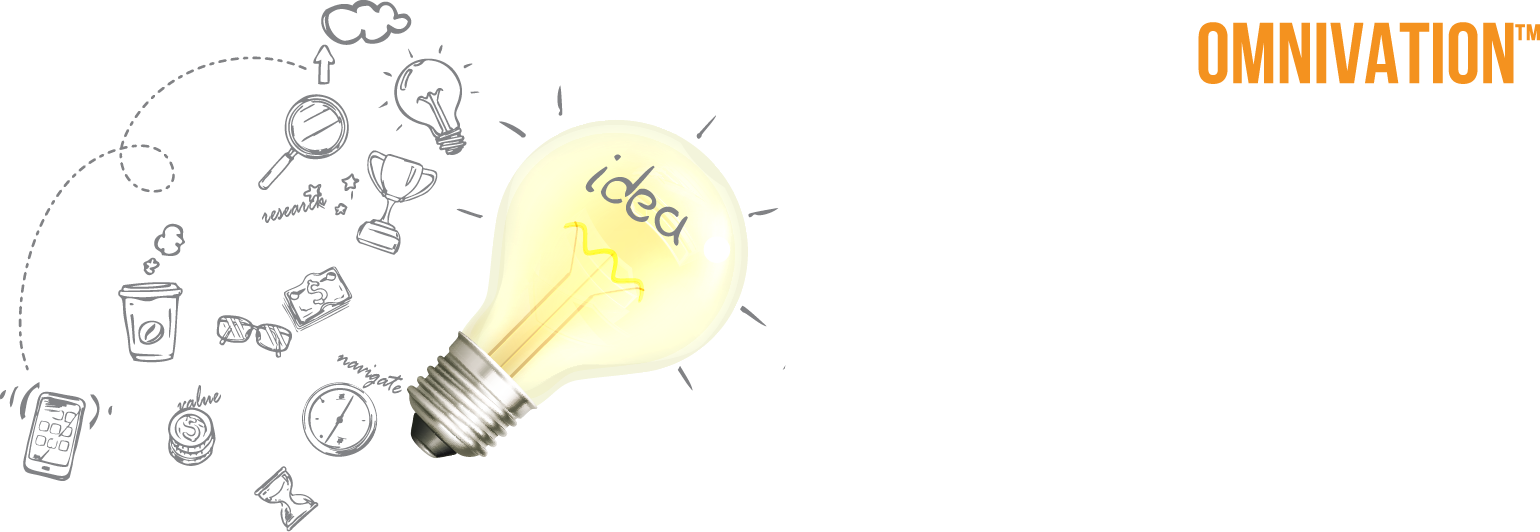 OMNIVATION™
idea
research
navigate
value